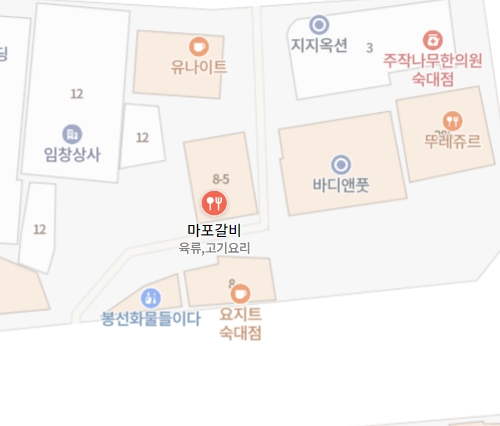 딩
지지옥션
3
주작나무한의원
숙대점
유나이트
12
임창상사
12
뚜레쥬르
8-5
바디앤풋
12
마포갈비
육류,고기요리
8
봉선화물들이다
요지트
숙대점